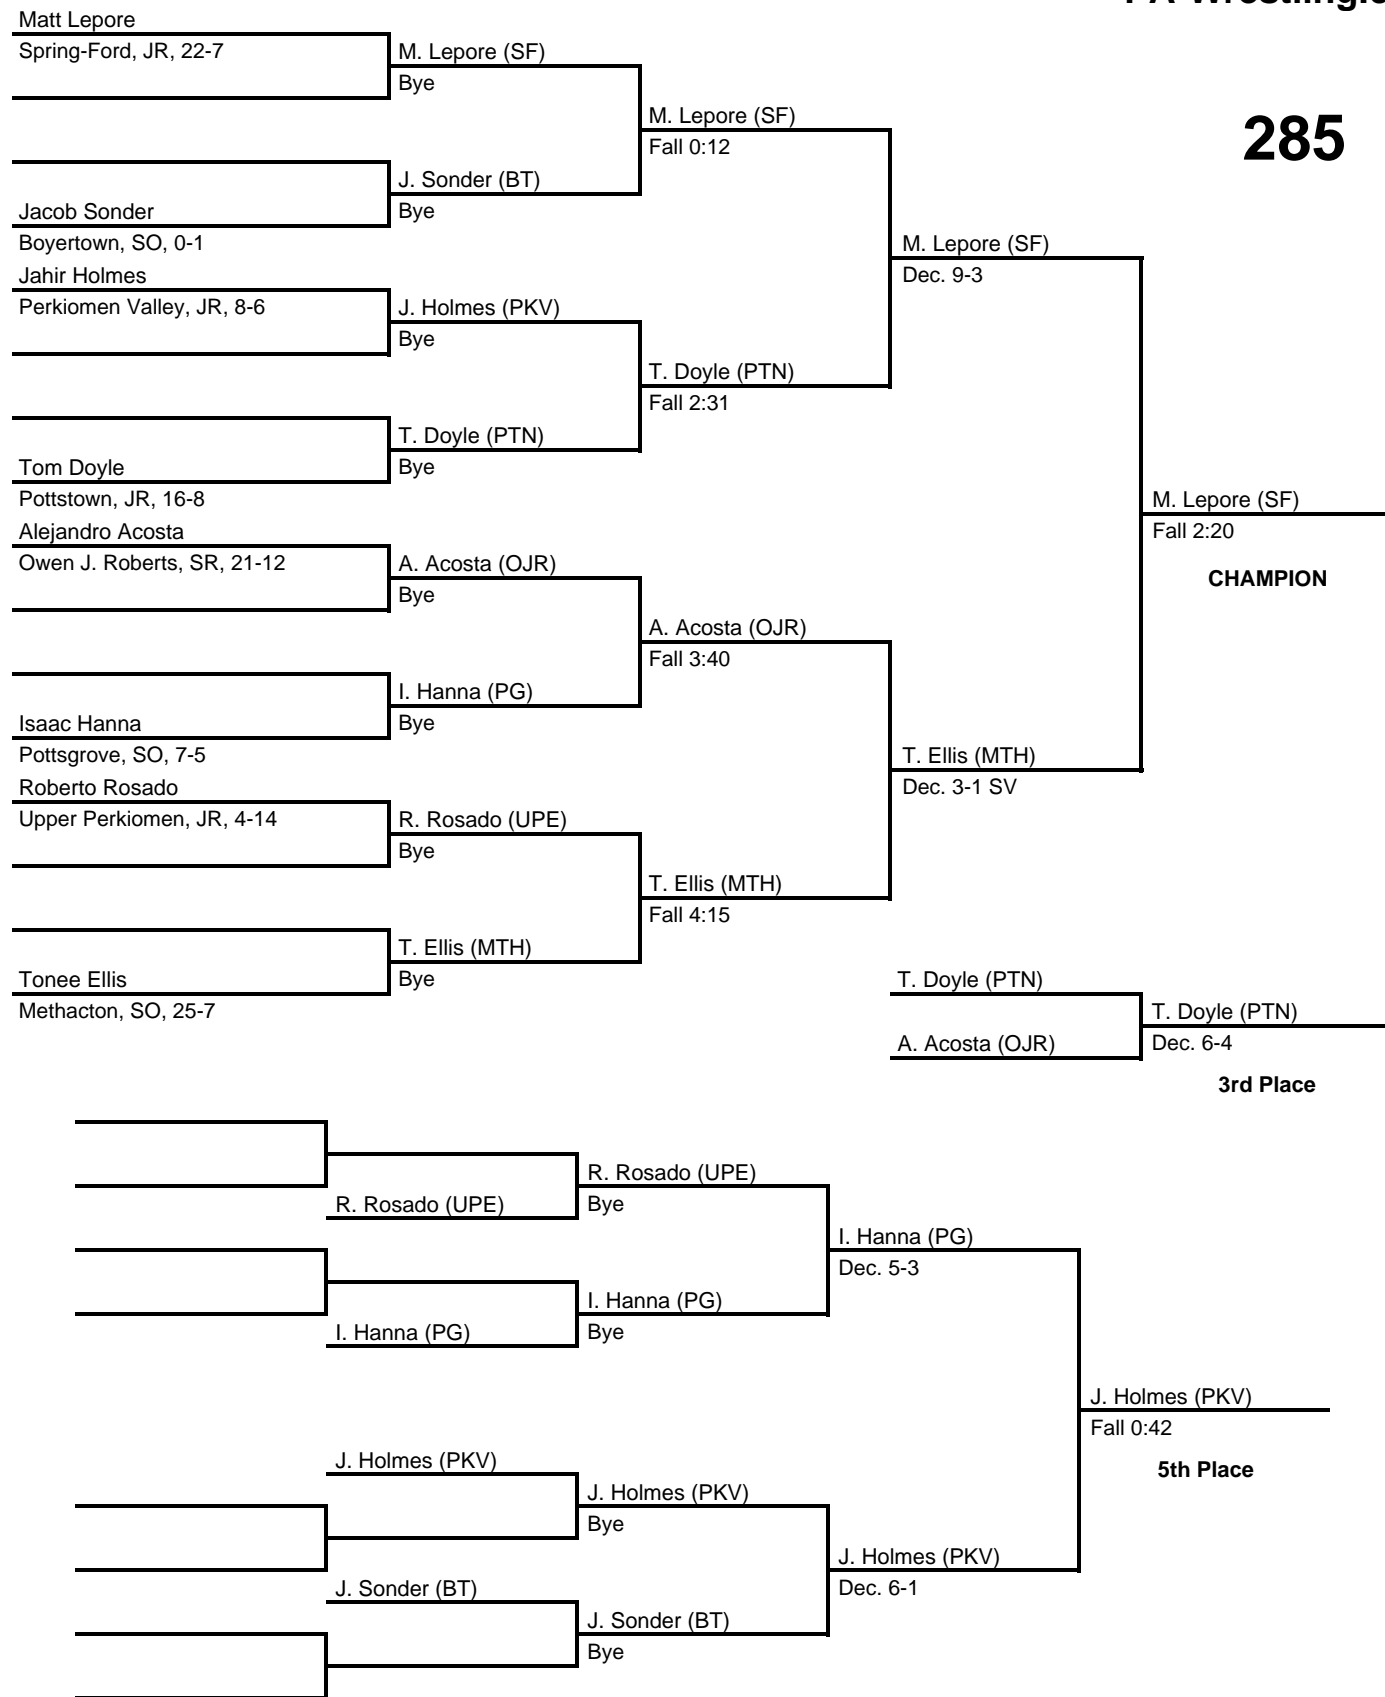 Matt Lepore
Spring-Ford, JR, 22-7
M. Lepore (SF)
Bye
M. Lepore (SF)
Fall 0:12
285
J. Sonder (BT)
Bye
Jacob Sonder
Boyertown, SO, 0-1
M. Lepore (SF)
Dec. 9-3
Jahir Holmes
Perkiomen Valley, JR, 8-6
J. Holmes (PKV)
Bye
T. Doyle (PTN)
Fall 2:31
T. Doyle (PTN)
Bye
Tom Doyle
Pottstown, JR, 16-8
M. Lepore (SF)
Fall 2:20
CHAMPION
Alejandro Acosta
Owen J. Roberts, SR, 21-12
A. Acosta (OJR)
Bye
A. Acosta (OJR)
Fall 3:40
I. Hanna (PG)
Bye
Isaac Hanna
Pottsgrove, SO, 7-5
T. Ellis (MTH)
Dec. 3-1 SV
Roberto Rosado
Upper Perkiomen, JR, 4-14
R. Rosado (UPE)
Bye
T. Ellis (MTH)
Fall 4:15
T. Ellis (MTH)
Bye
Tonee Ellis
Methacton, SO, 25-7
T. Doyle (PTN)
A. Acosta (OJR)
T. Doyle (PTN)
Dec. 6-4
3rd Place
R. Rosado (UPE)
R. Rosado (UPE)
Bye
I. Hanna (PG)
Dec. 5-3
I. Hanna (PG)
Bye
I. Hanna (PG)
J. Holmes (PKV)
Fall 0:42
5th Place
J. Holmes (PKV)
J. Holmes (PKV)
Bye
J. Holmes (PKV)
Dec. 6-1
J. Sonder (BT)
J. Sonder (BT)
Bye